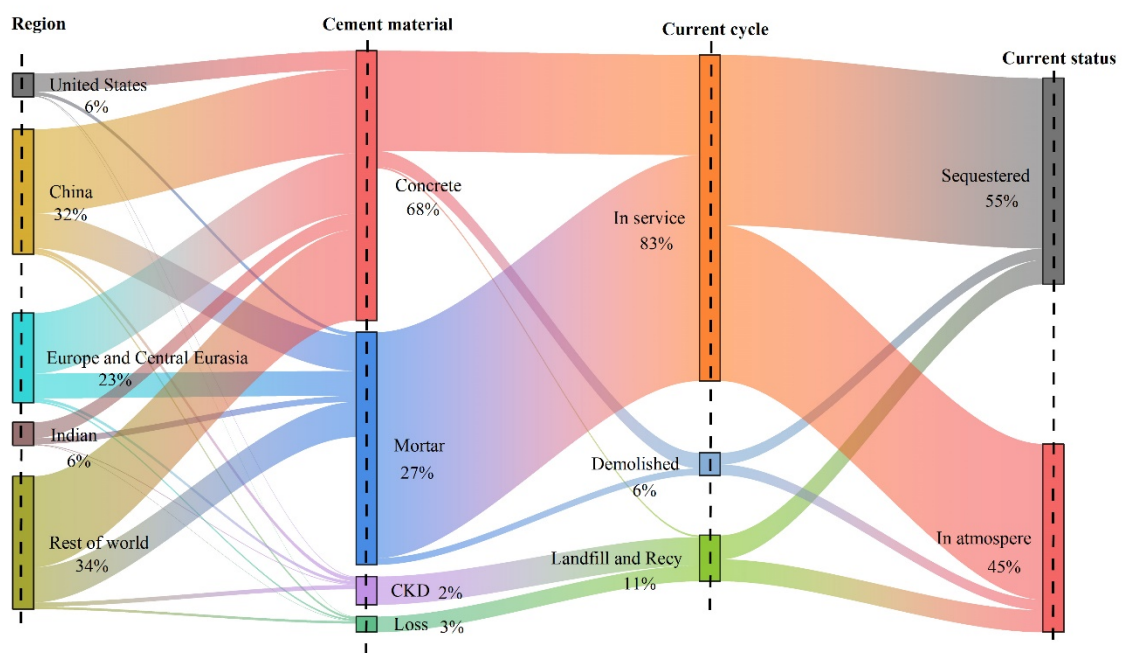 Region
Cement material
Current cycle
Current status
United States
6%
China
32%
Europe and Central Eurasia
23%
Indian
6%
Rest of world
34%
Concrete
68%
Mortar
27%
CKD 2%
Loss 3%
In service
83%
Demolished
6%
Landfill and Recy
11%
Sequestered
55%
In atmospere
45%